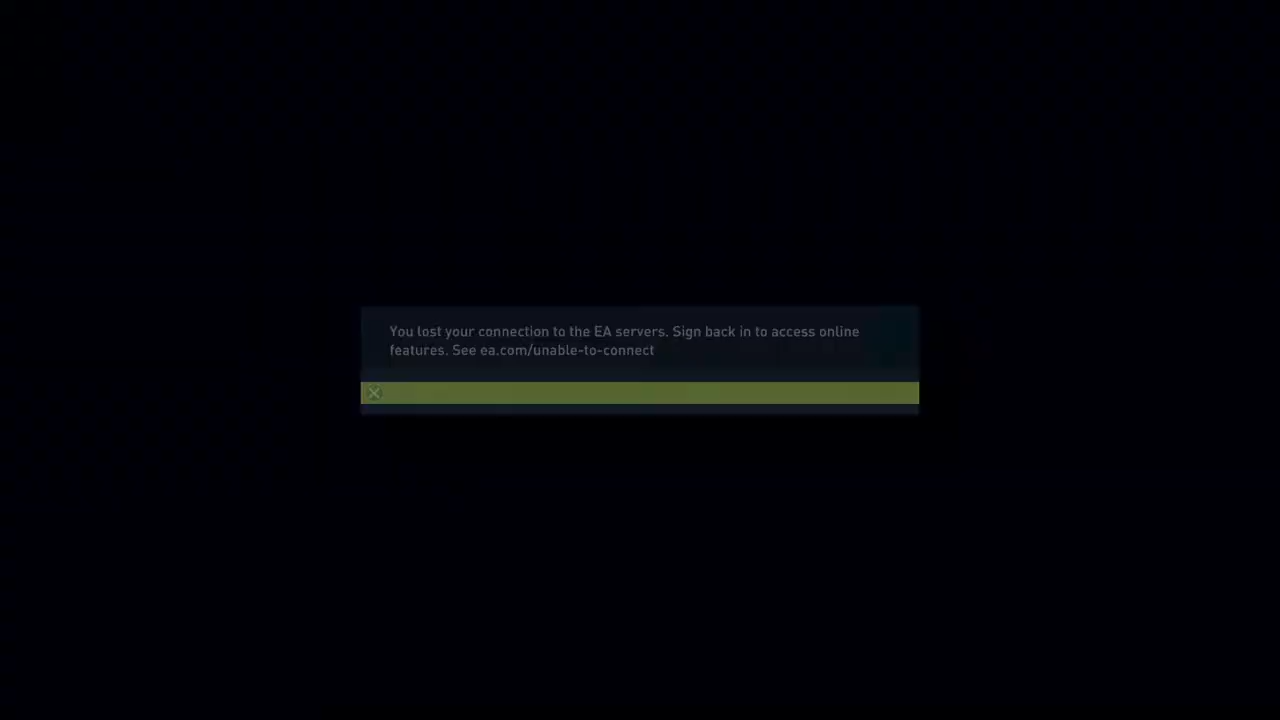 You lost your connection to the EA servers. Sign back in to access online
features. See ea.com/unable-to-connect